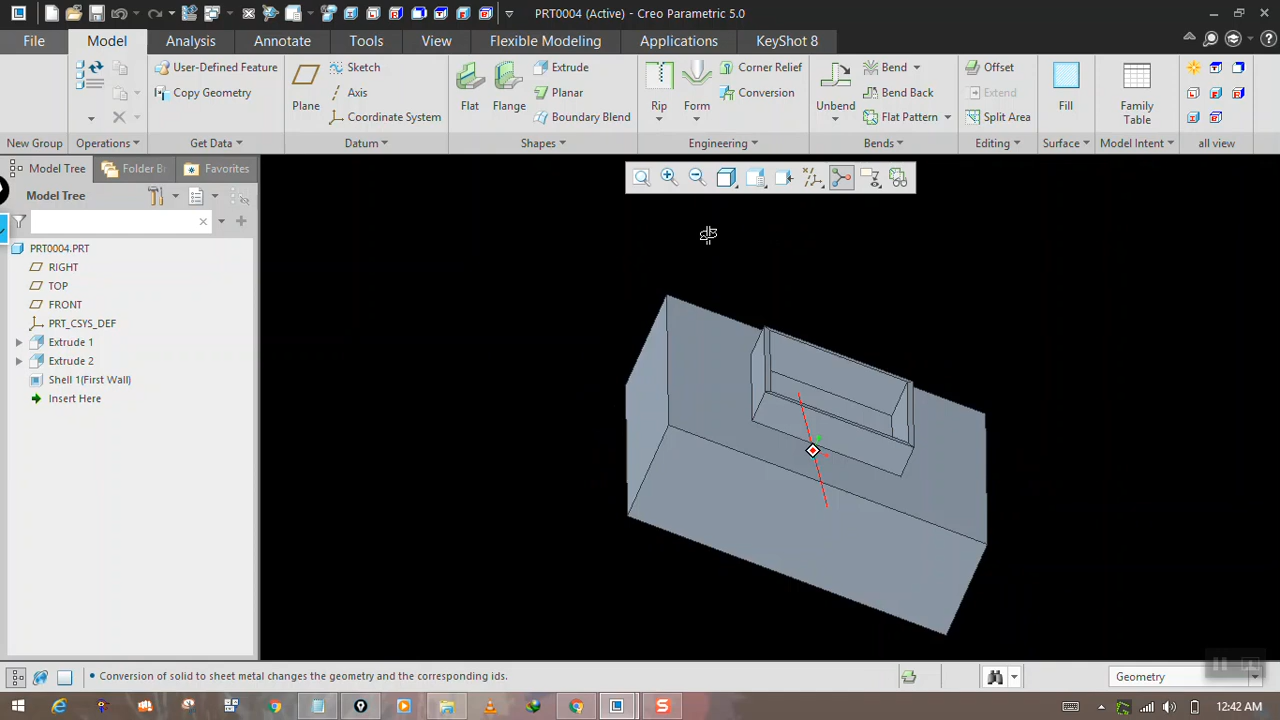 PRT0004 (Active) - Creo Parametric 5.0
File Model Analysis Annotate Tools View Flexible Modeling Applications KeyShot 8
User-Defined Feature
Copy Geometry
Plane
Sketch
Axis
Coordinate System
Flat
Flange
Extrude
Planar
Boundary Blend
Rip
Form
Corner Relief
Conversion
Unbend
Bend
Bend Back
Flat Pattern
Offset
Extend
Split Area
Fill
Family
Table
New Group Operations Get Data Datum Shapes Engineering Bends Editing Surface Model Intent all view
Model Tree Folder B Favorites
Model Tree
PRT0004.PRT
RIGHT
TOP
FRONT
PRT_CSYS_DEF
Extrude 1
Extrude 2
Shell 1(First Wall)
Insert Here
• Conversion of solid to sheet metal changes the geometry and the corresponding ids.
Geometry
12:42 AM